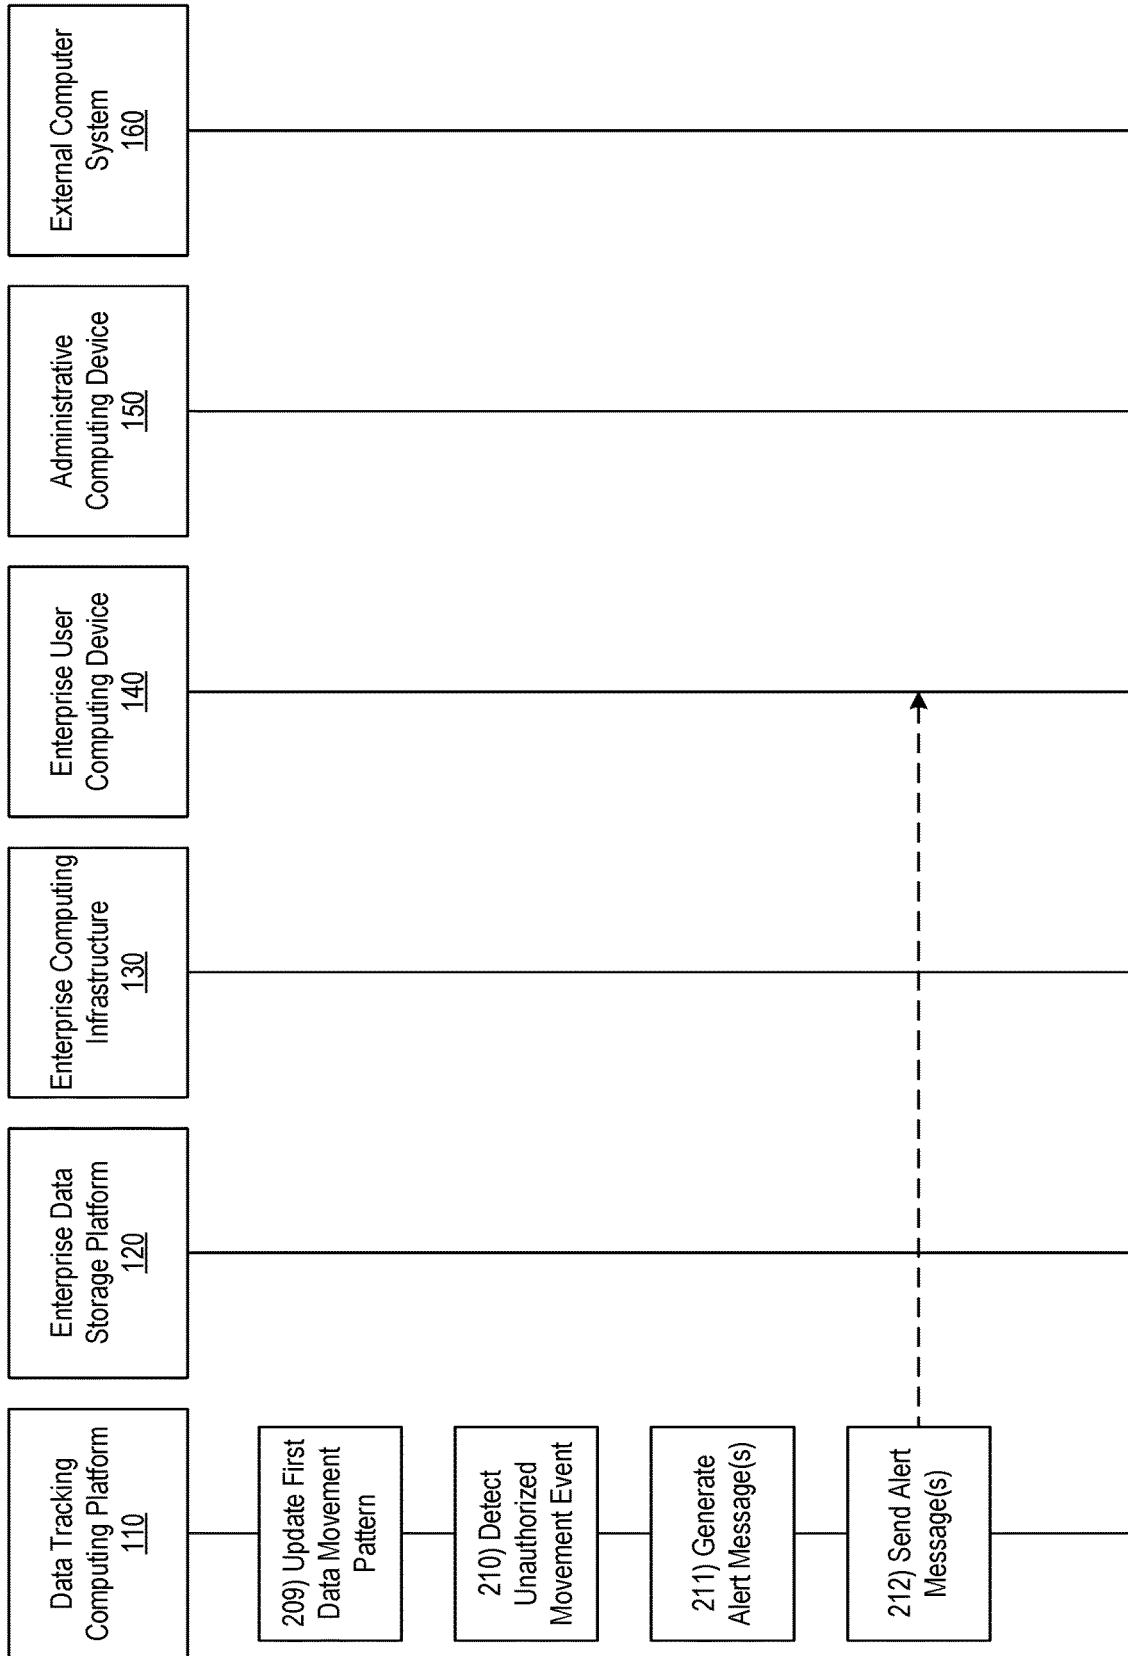 Data Tracking
Computing Platform
110
Enterprise Data
Storage Platform
120
Enterprise Computing
Infrastructure
130
Enterprise User
Computing Device
140
Administrative
Computing Device
150
External Computer
System
160
209) Update First
Data Movement
Pattern
210) Detect
Unauthorized
Movement Event
211) Generate
Alert Message(s)
212) Send Alert
Message(s)